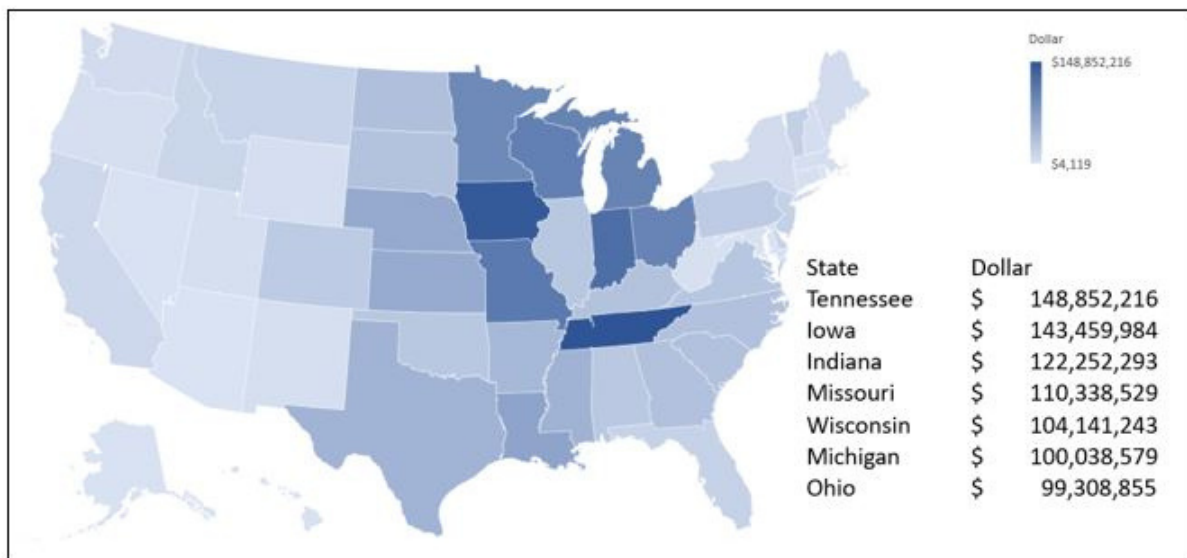 Dollar
$148,852,216
$4,119
State Dollar
Tennessee $ 148,852,216
Iowa $ 143,459,984
Indiana $ 122,252,293
Missouri $ 110,338,529
Wisconsin $ 104,141,243
Michigan $ 100,038,579
Ohio $ 99,308,855